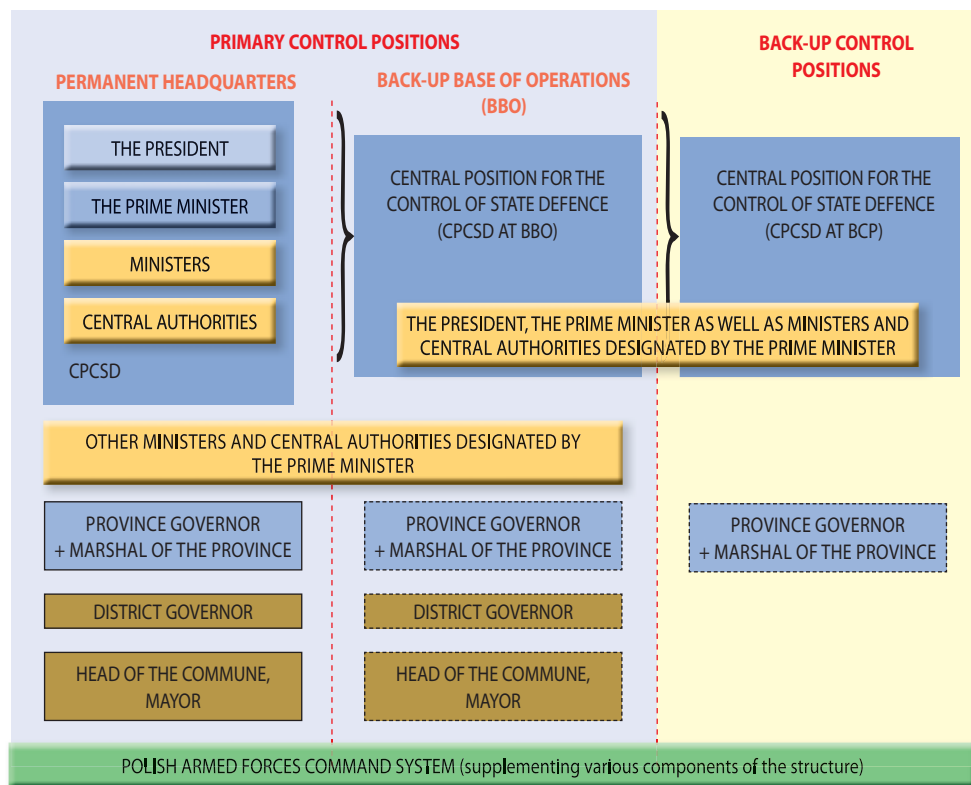 PRIMARY CONTROL POSITIONS
BACK-UP CONTROL
POSITIONS
PERMANENT HEADQUARTERS
BACK-UP BASE OF OPERATIONS
(BBO)
THE PRESIDENT
THE PRIME MINISTER
MINISTERS
CENTRAL AUTHORITIES
CPCSD
CENTRAL POSITION FOR THE
CONTROL OF STATE DEFENCE
(CPCSD AT BBO)
CENTRAL POSITION FOR THE
CONTROL OF STATE DEFENCE
(CPCSD AT BCP)
THE PRESIDENT, THE PRIME MINISTER AS WELL AS MINISTERS AND
CENTRAL AUTHORITIES DESIGNATED BY THE PRIME MINISTER
OTHER MINISTERS AND CENTRAL AUTHORITIES DESIGNATED BY
THE PRIME MINISTER
PROVINCE GOVERNOR
+ MARSHAL OF THE PROVINCE
PROVINCE GOVERNOR
+ MARSHAL OF THE PROVINCE
PROVINCE GOVERNOR
+ MARSHAL OF THE PROVINCE
DISTRICT GOVERNOR
DISTRICT GOVERNOR
HEAD OF THE COMMUNE,
MAYOR
HEAD OF THE COMMUNE,
MAYOR
POLISH ARMED FORCES COMMAND SYSTEM (supplementing various components of the structure)